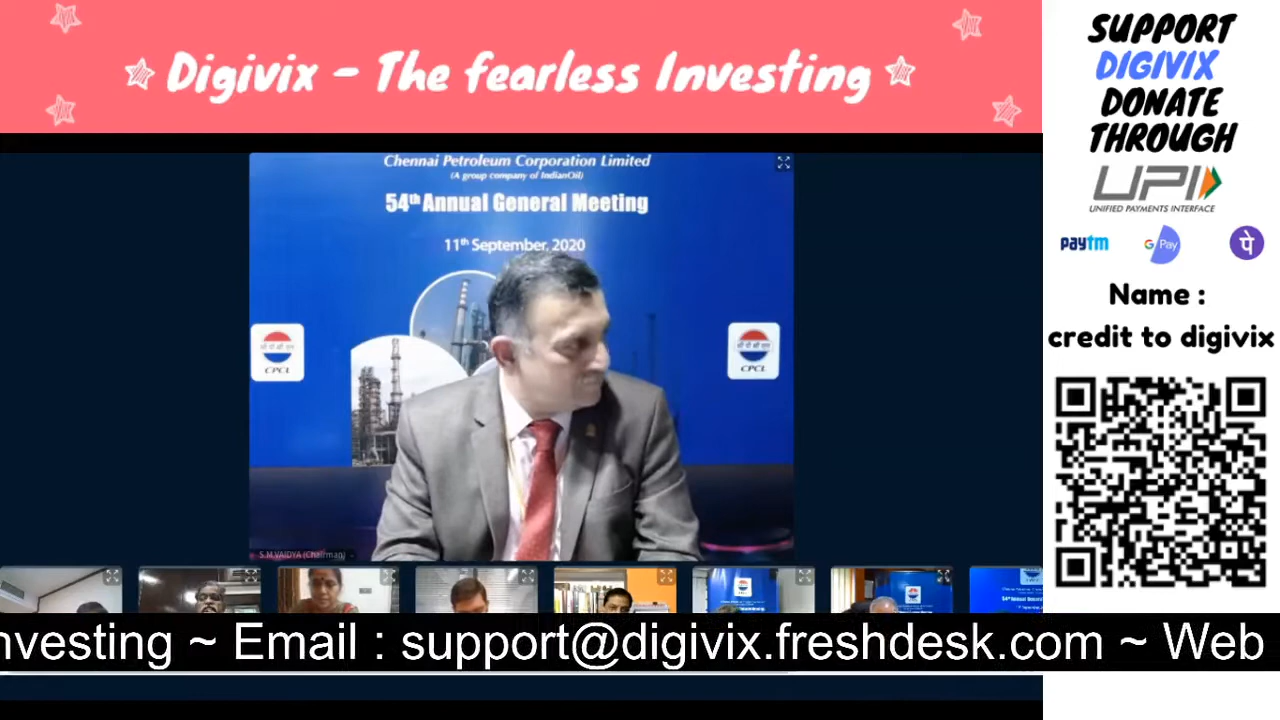 Digivix - The fearless Investing
Chennai Petroleum Corporation Limited
(A group company of IndianOil)
54th Annual General Meeting
11th September, 2020
सी पी सी एल
CPCL
सी पी सी एल
CPCL
S.M.VAIDYA (Chairman)
nvesting ~ Email : support@digivix.freshdesk.com ~ Web
SUPPORT
DIGIVIX
DONATE
THROUGH
UPI
UNIFIED PAYMENTS INTERFACE
paytm
G Pay
पे
Name :
credit to digivix